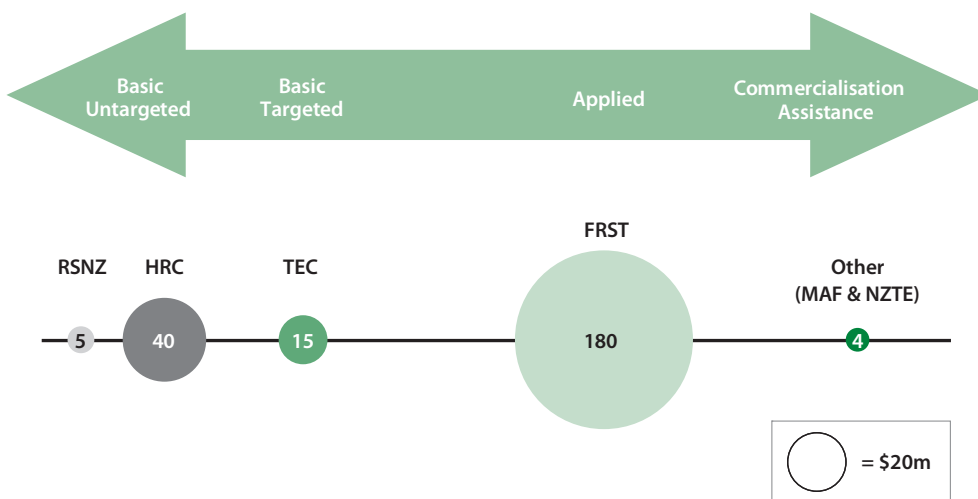 Basic
Untargeted
Basic
Targeted
Applied
Commercialisation
Assistance
RSNZ
HRC
TEC
FRST
Other
(MAF & NZTE)
5
40
15
180
4
= $20m